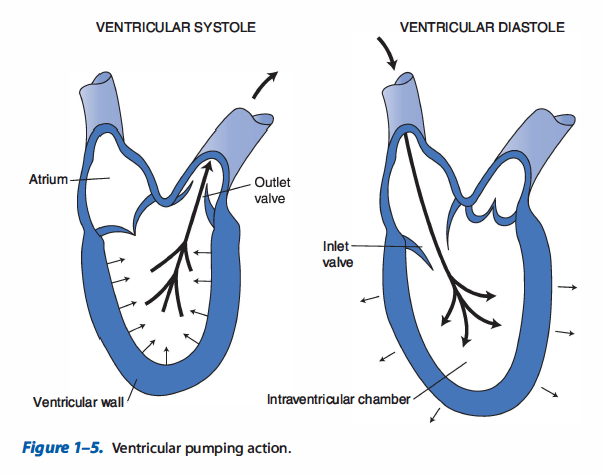 VENTRICULAR SYSTOLE
VENTRICULAR DIASTOLE
Atrium
Outlet
valve
Inlet
valve
Ventricular wall
Intraventricular chamber
Figure 1–5. Ventricular pumping action.